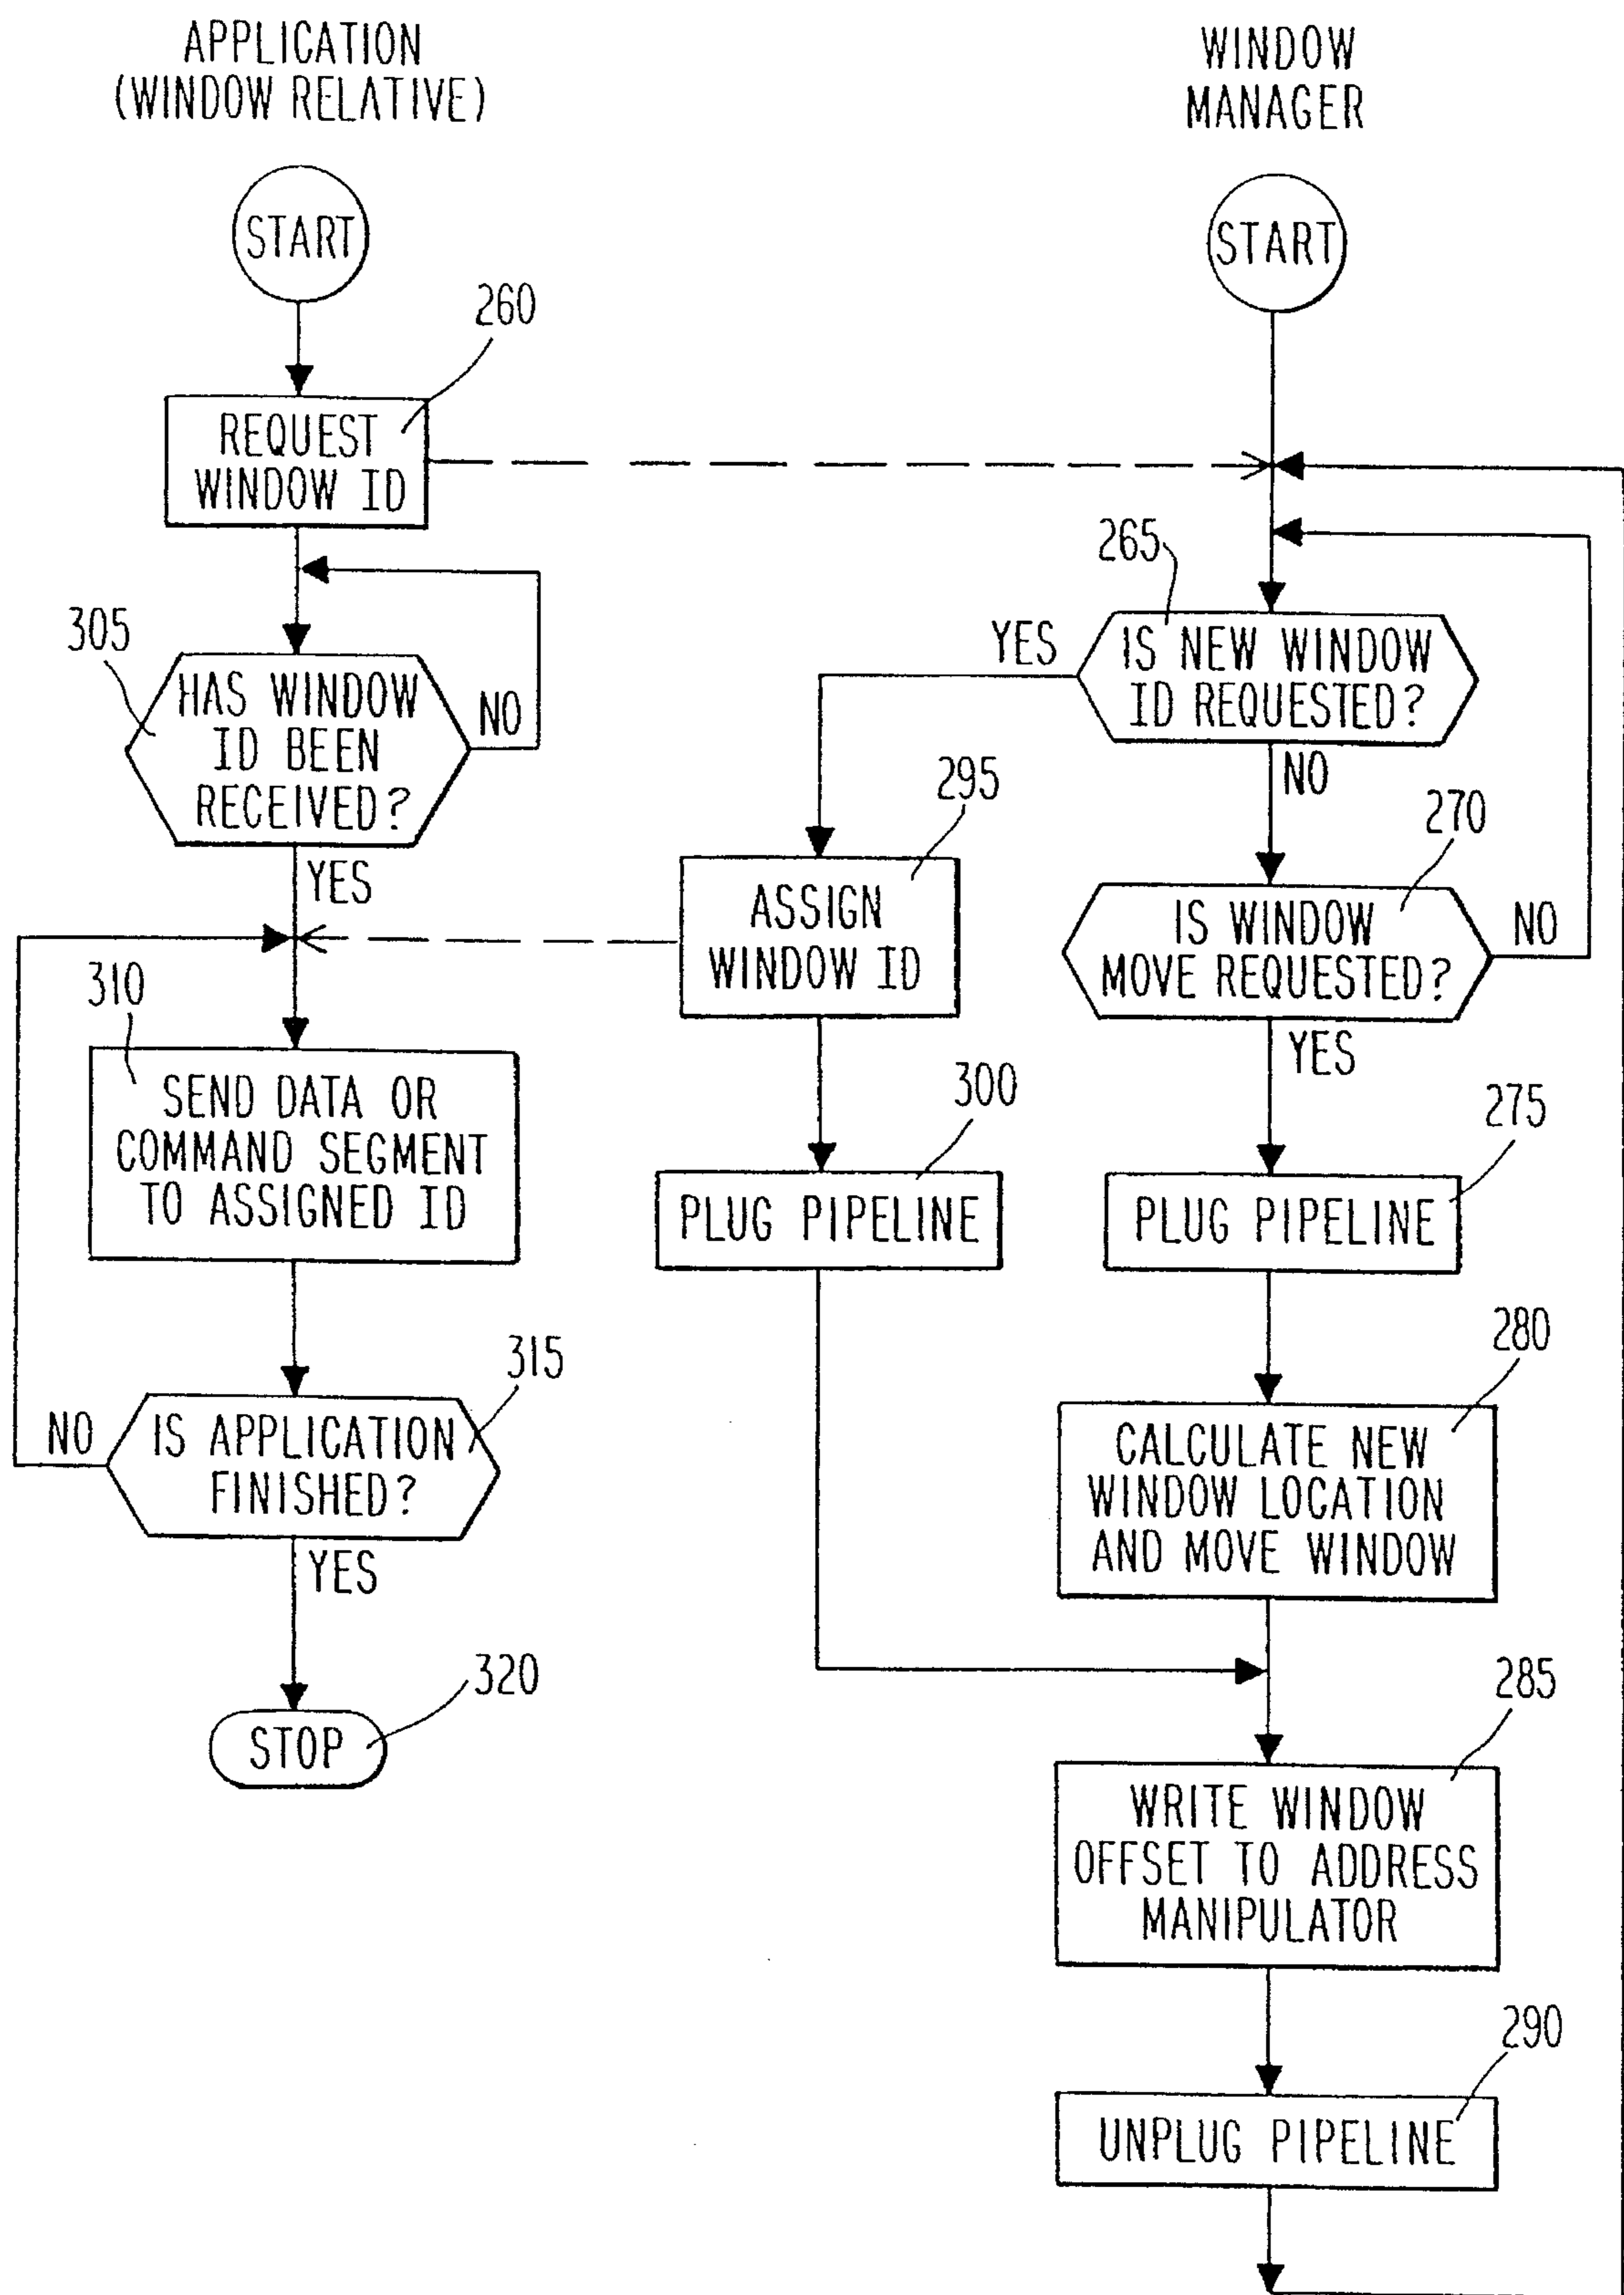 APPLICATION
(WINDOW RELATIVE)
START
260
REQUEST
WINDOW ID
305
HAS WINDOW
ID BEEN
RECEIVED?
NO
YES
310
SEND DATA OR
COMMAND SEGMENT
TO ASSIGNED ID
315
IS APPLICATION
FINISHED?
NO
YES
320
STOP
WINDOW
MANAGER
START
265
IS NEW WINDOW
ID REQUESTED?
YES
NO
295
ASSIGN
WINDOW ID
300
PLUG PIPELINE
270
IS WINDOW
MOVE REQUESTED?
NO
YES
275
PLUG PIPELINE
280
CALCULATE NEW
WINDOW LOCATION
AND MOVE WINDOW
285
WRITE WINDOW
OFFSET TO ADDRESS
MANIPULATOR
290
UNPLUG PIPELINE